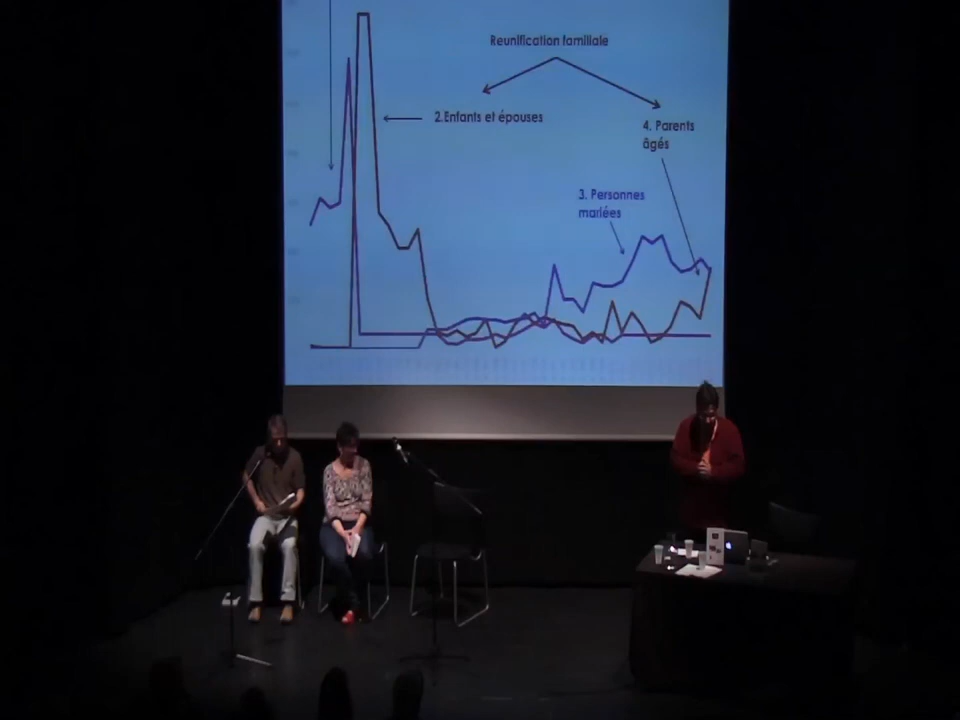 Reunification familiale
2.Enfants et épouses
4. Parents
âgés
3. Personnes
mariées